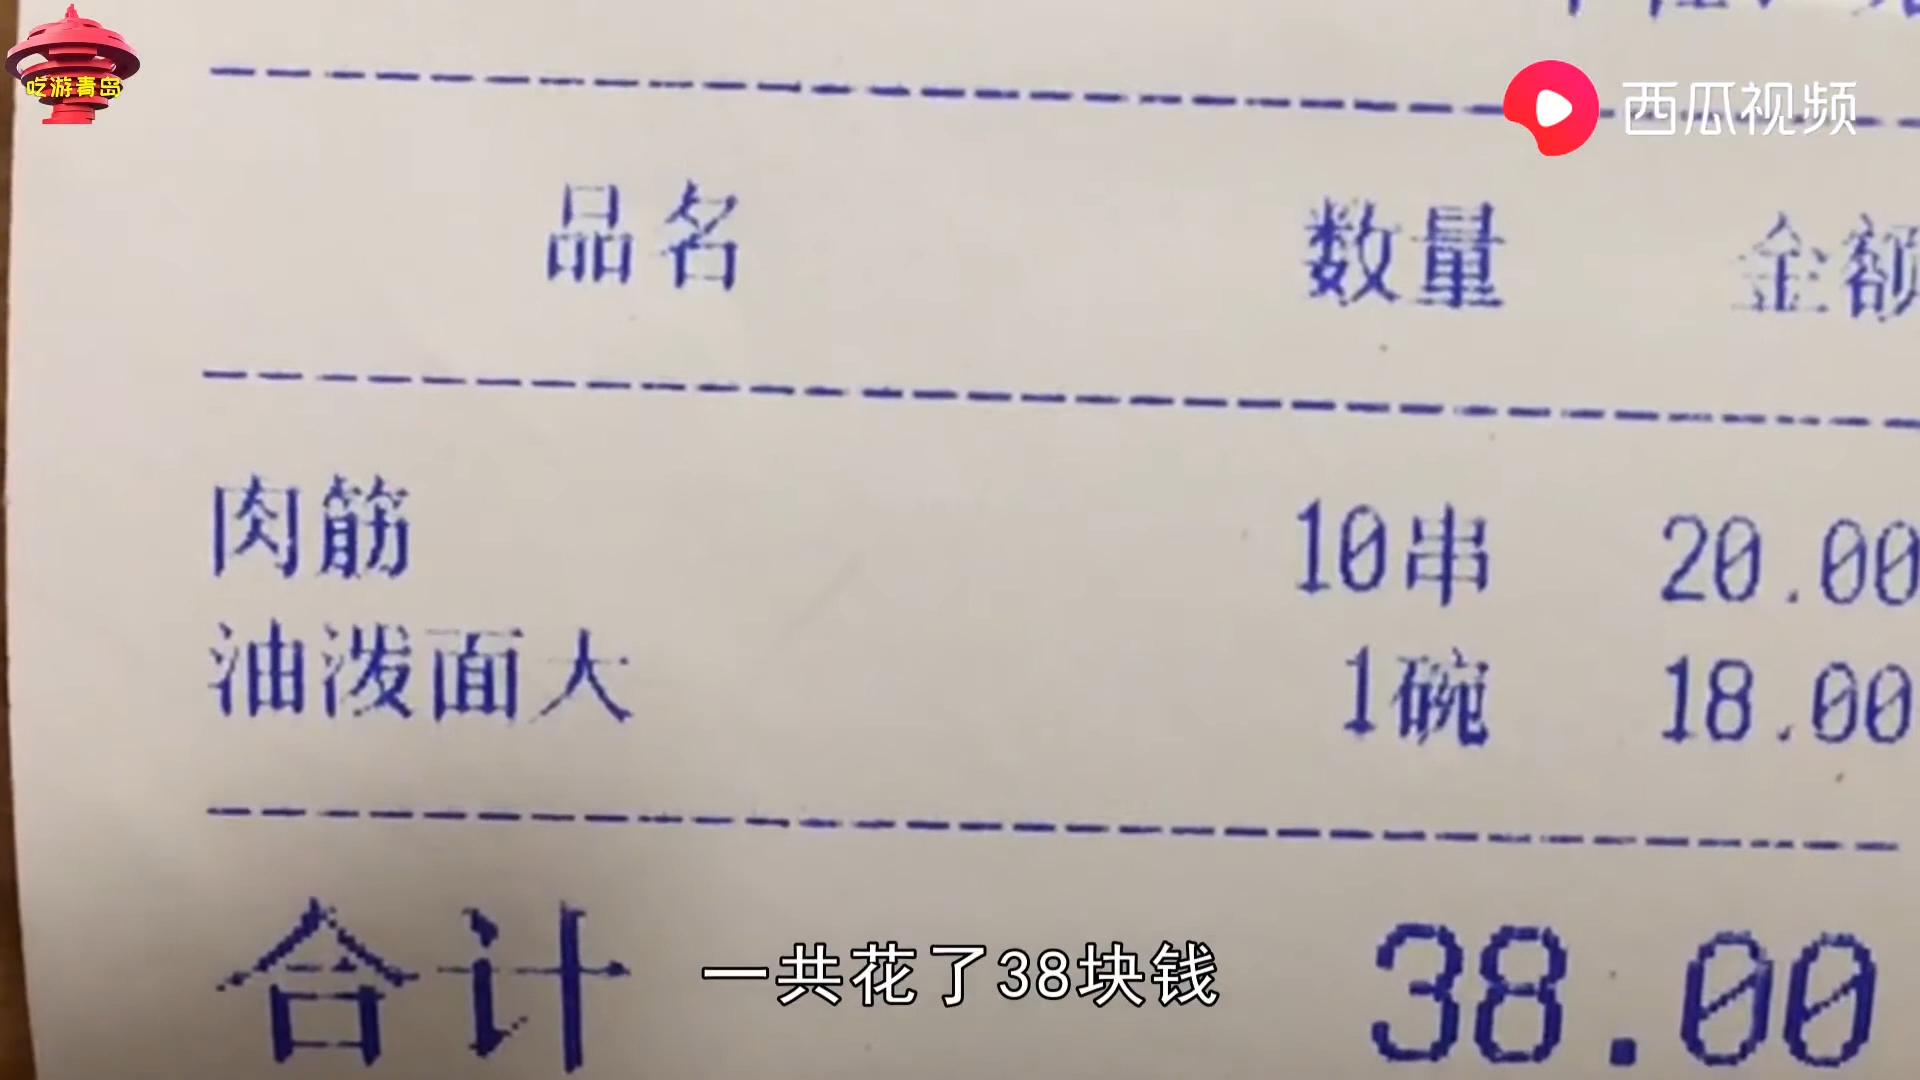 吃游青岛
西瓜视频
品名 数量 金额
肉筋 10串 20.00
油泼面大 1碗 18.00
合计 38.00
一共花了38块钱